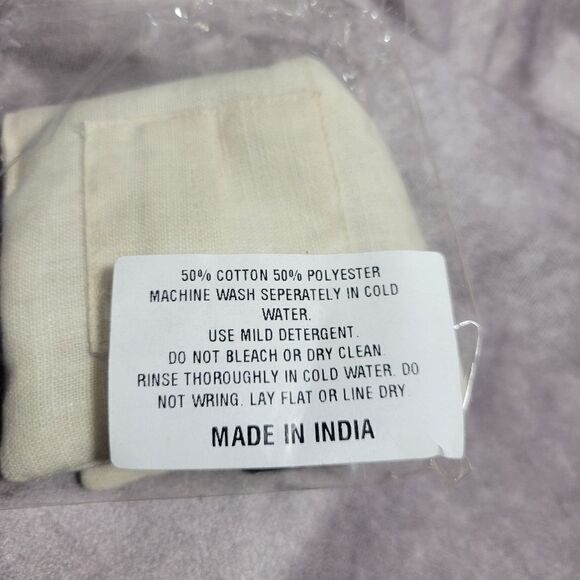 50% COTTON 50% POLYESTER
MACHINE WASH SEPERATELY IN COLD
WATER.
USE MILD DETERGENT.
DO NOT BLEACH OR DRY CLEAN
RINSE THOROUGHLY IN COLD WATER. DO
NOT WRING. LAY FLAT OR LINE DRY.
MADE IN INDIA